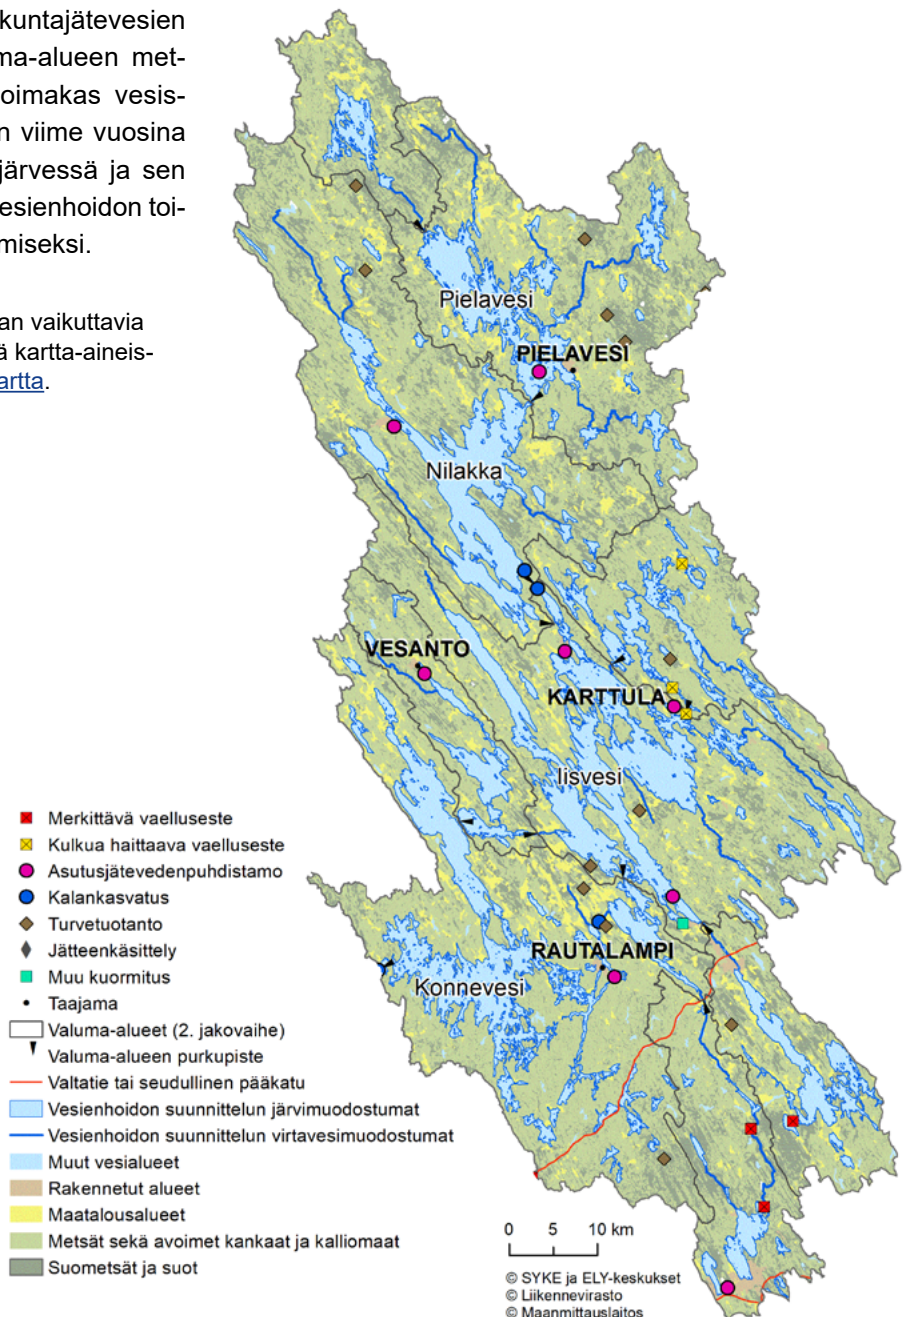 kuntajätevesien
ma-alueen met-
oimakas vesis-
n viime vuosina
järvessä ja sen
esienhoidon toi-
miseksi.
an vaikuttavia
ä kartta-aineis-
artta.
Pielavesi
PIELAVESI
Nilakka
VESANTO
KARTTULA
Iisvesi
RAUTALAMPI
Konnevesi
Merkittävä vaelluseste
Kulkua haittaava vaelluseste
Asutusjätevedenpuhdistamo
Kalankasvatus
Turvetuotanto
Jätteenkäsittely
Muu kuormitus
Taajama
Valuma-alueet (2. jakovaihe)
Valuma-alueen purkupiste
Valtatie tai seudullinen pääkatu
Vesienhoidon suunnittelun järvimuodostumat
Vesienhoidon suunnittelun virtavesimuodostumat
Muut vesialueet
Rakennetut alueet
Maatalousalueet
Metsät sekä avoimet kankaat ja kalliomaat
Suometsät ja suot
0 5 10 km
© SYKE ja ELY-keskukset
© Liikennevirasto
© Maanmittauslaitos